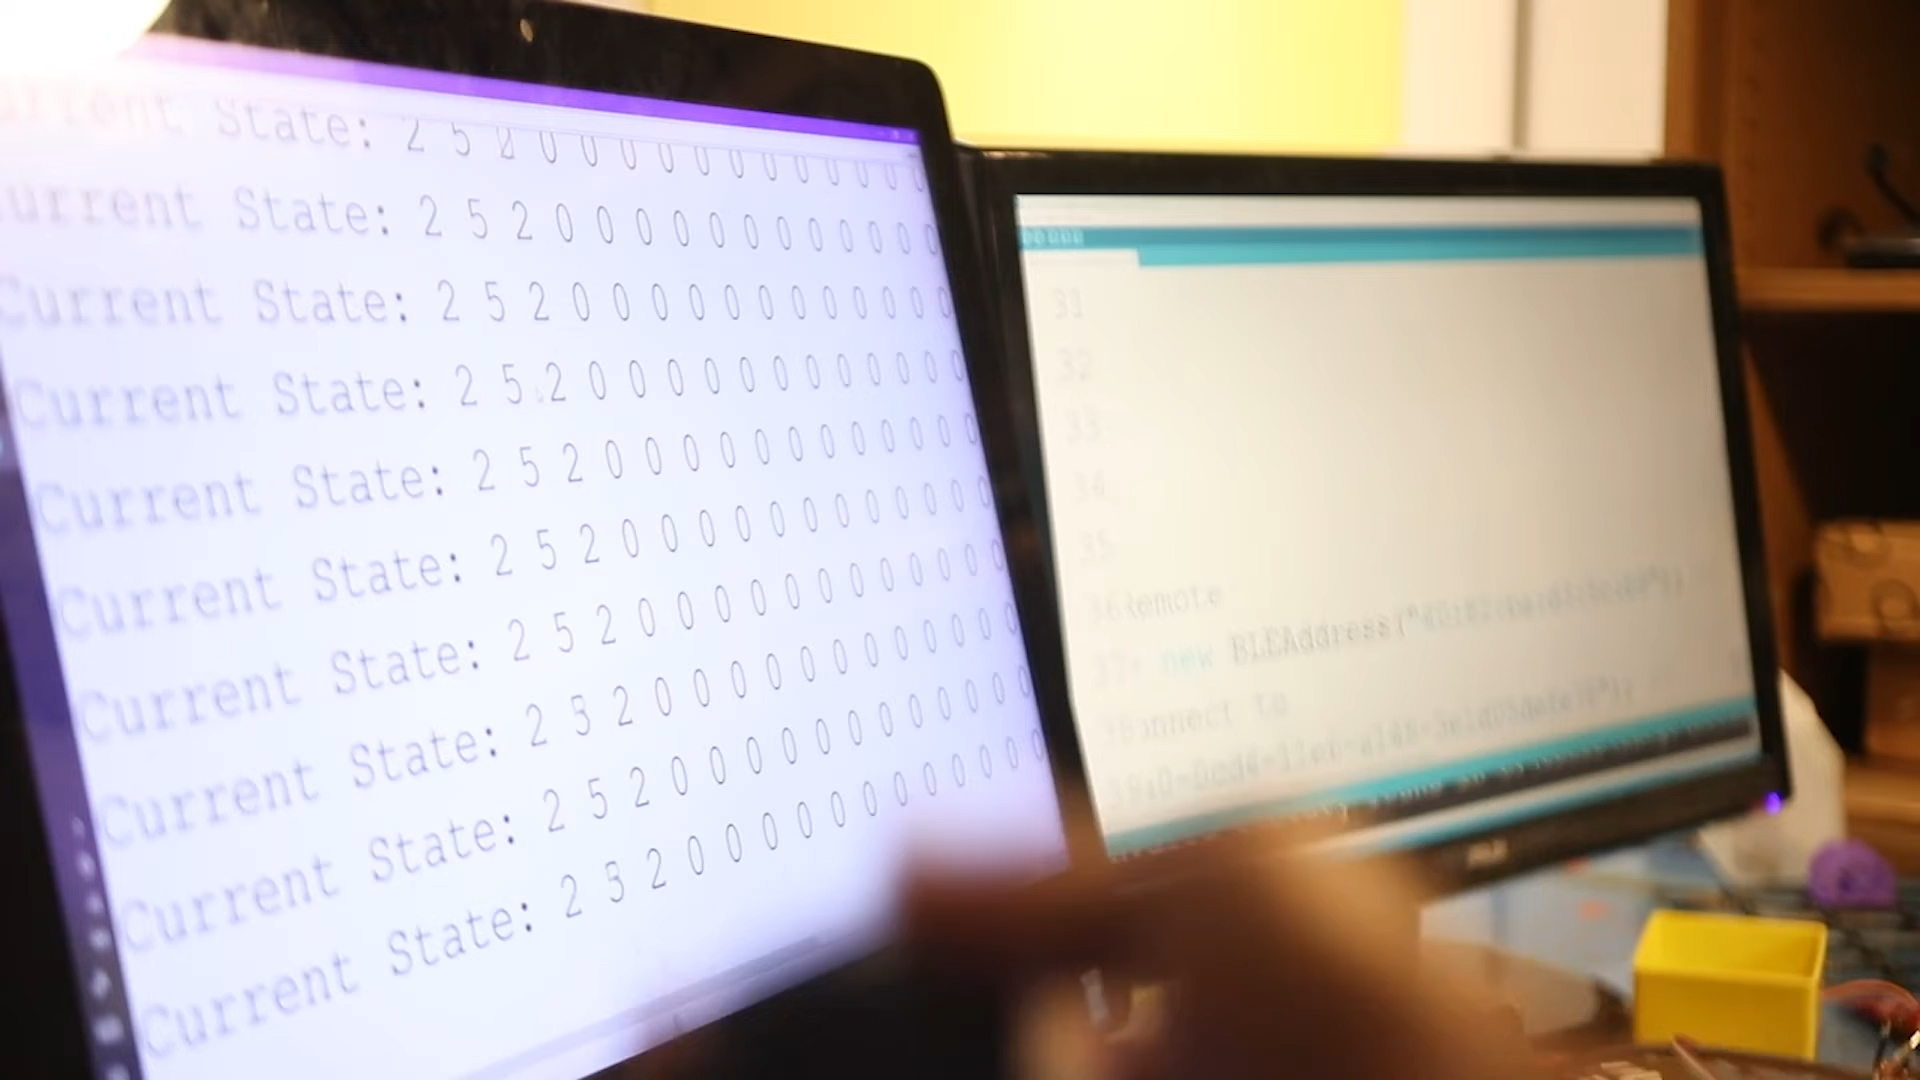 Current State: 2 5 2 0 0 0 0 0 0 0 0 0 0
Current State: 2 5 2 0 0 0 0 0 0 0 0 0 0 0
Current State: 2 5 2 0 0 0 0 0 0 0 0 0 0 0
Current State: 2 5 2 0 0 0 0 0 0 0 0 0 0 0
Current State: 2 5 2 0 0 0 0 0 0 0 0 0 0 0
Current State: 2 5 2 0 0 0 0 0 0 0 0 0 0 0
Current State: 2 5 2 0 0 0 0 0 0 0 0 0 0 0
Current State: 2 5 2 0 0 0 0 0 0 0 0 0 0 0
Current State: 2 5 2 0 0 0 0 0 0 0 0 0 0 0
Current State: 2 5 2 0 0 0 0 0 0 0 0 0 0 0
31
32
33
34
35
36Remote
37 new BLEAddress("
38onnect to
39